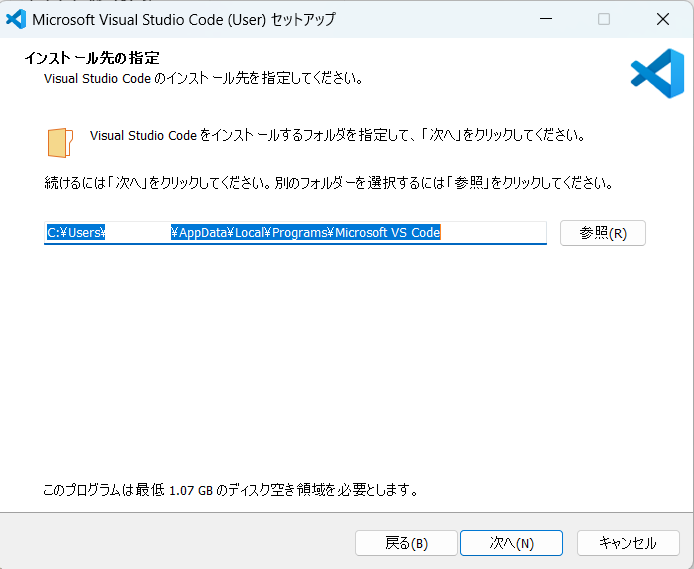 Microsoft Visual Studio Code (User) セットアップ
インストール先の指定
Visual Studio Code のインストール先を指定してください。
Visual Studio Code をインストールするフォルダを指定して、「次へ」をクリックしてください。
続けるには「次へ」をクリックしてください。別のフォルダーを選択するには「参照」をクリックしてください。
C:¥Users¥ ¥AppData¥Local¥Programs¥Microsoft VS Code
参照(R)
このプログラムは最低 1.07 GB のディスク空き領域を必要とします。
戻る(B) 次へ(N) キャンセル